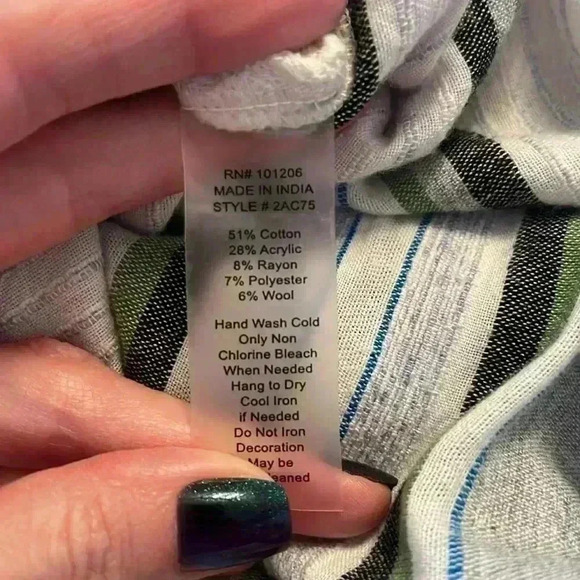 RN# 101206
MADE IN INDIA
STYLE # 2AC75
51% Cotton
28% Acrylic
8% Rayon
7% Polyester
6% Wool
Hand Wash Cold
Only Non
Chlorine Bleach
When Needed
Hang to Dry
Cool Iron
if Needed
Do Not Iron
Decoration
May be